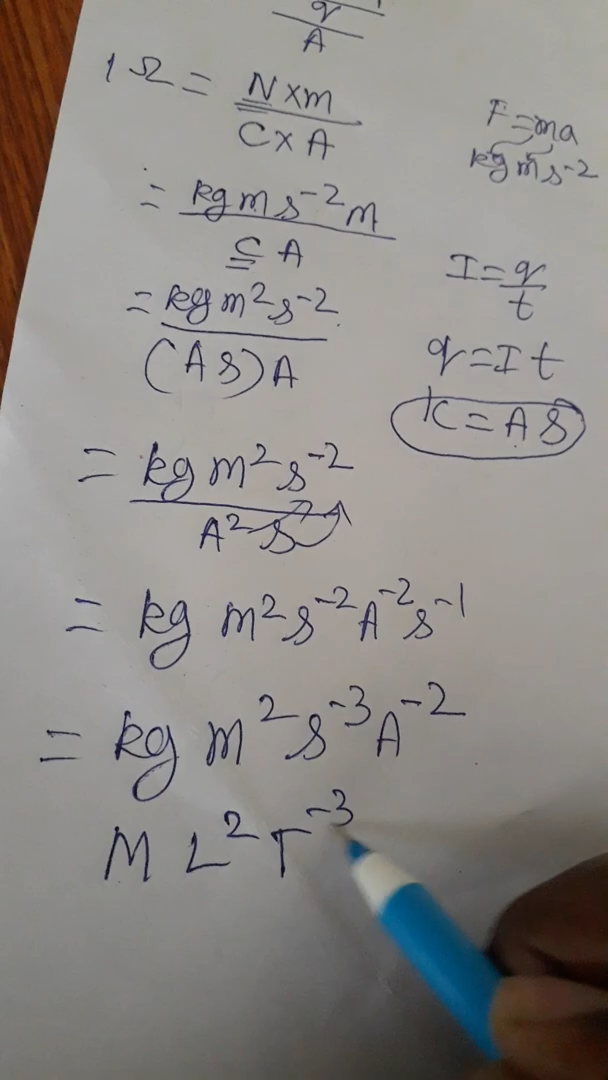 q
A
1 Ω = N x m
C x A
F = ma
kg m s⁻²
= kg m s⁻² m
C A
I = q
t
= kg m² s⁻²
(A s) A
q = I t
C = A s
= kg m² s⁻²
A² s
= kg m² s⁻² A⁻² s⁻¹
= kg m² s⁻³ A⁻²
M L² T⁻³